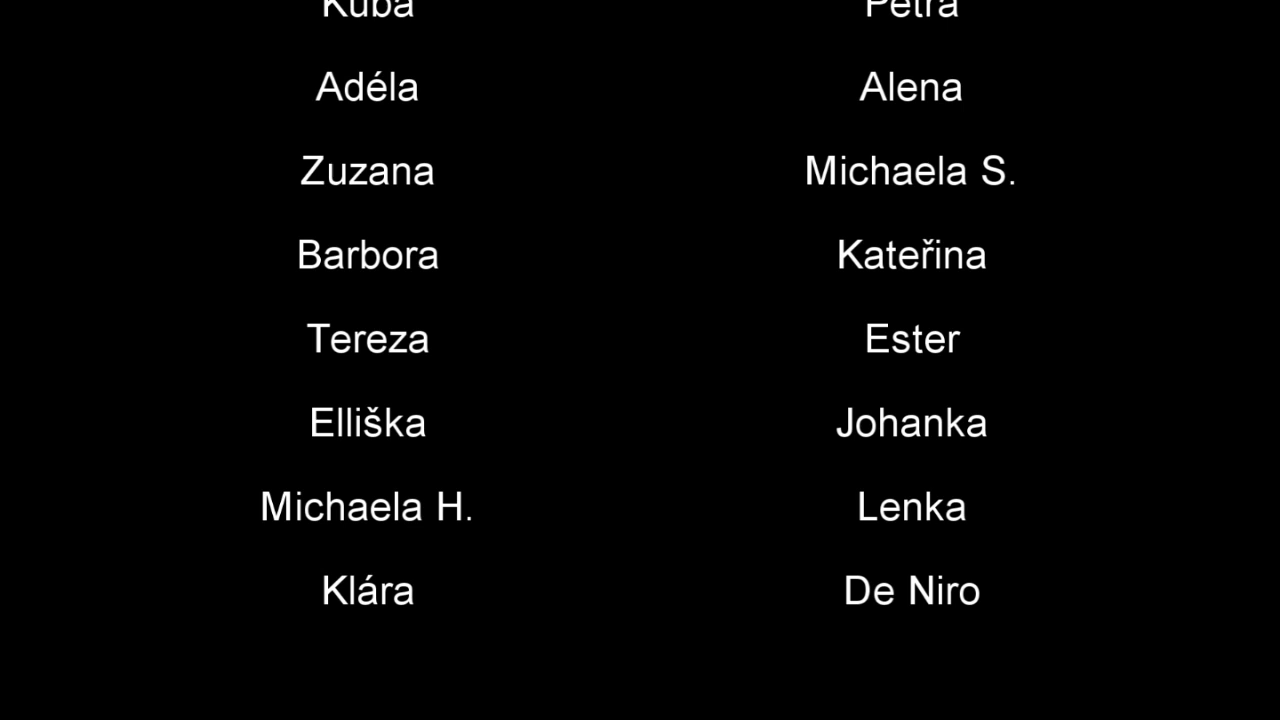 Kuba Petra
Adéla Alena
Zuzana Michaela S.
Barbora Kateřina
Tereza Ester
Elliška Johanka
Michaela H. Lenka
Klára De Niro